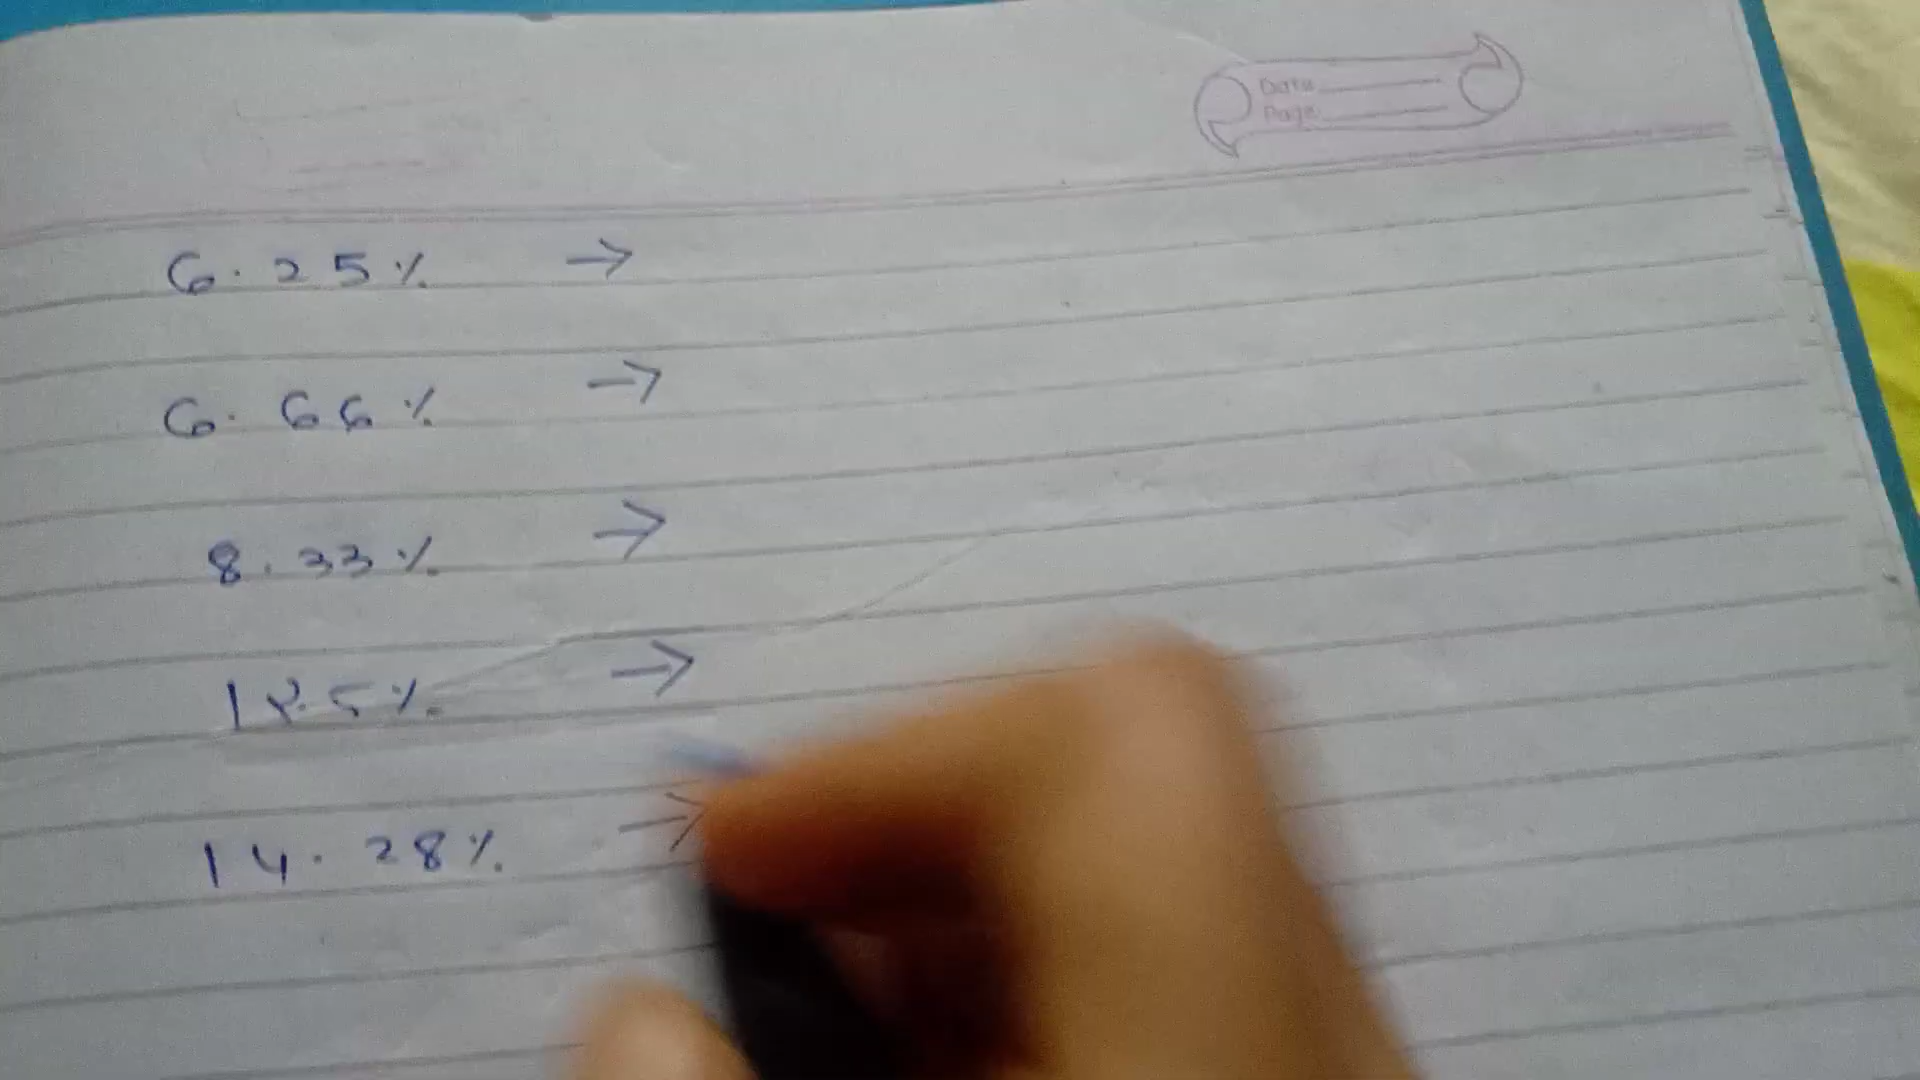 Date
Page
6.25% →
6.66% →
8.33% →
12.5% →
14.28% →